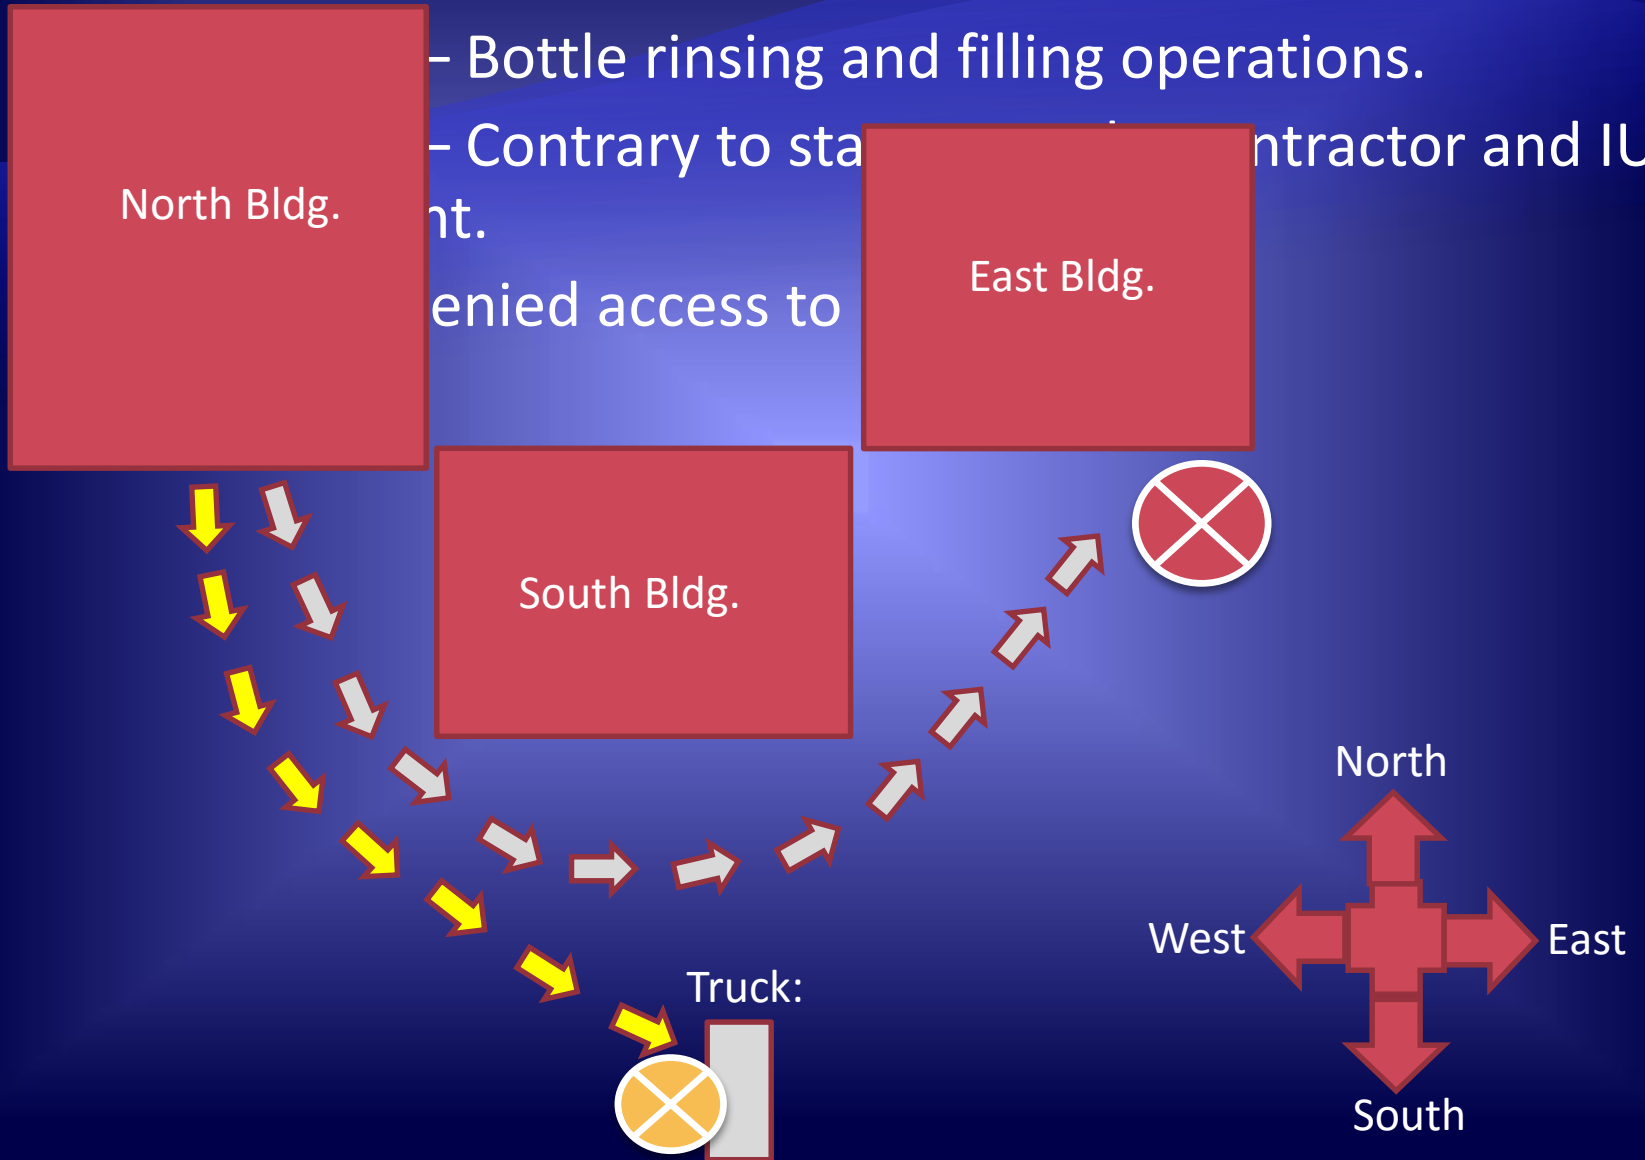 – Bottle rinsing and filling operations.
– Contrary to sta ntractor and IU
nt.
enied access to
North Bldg.
East Bldg.
South Bldg.
North
West
East
Truck:
South